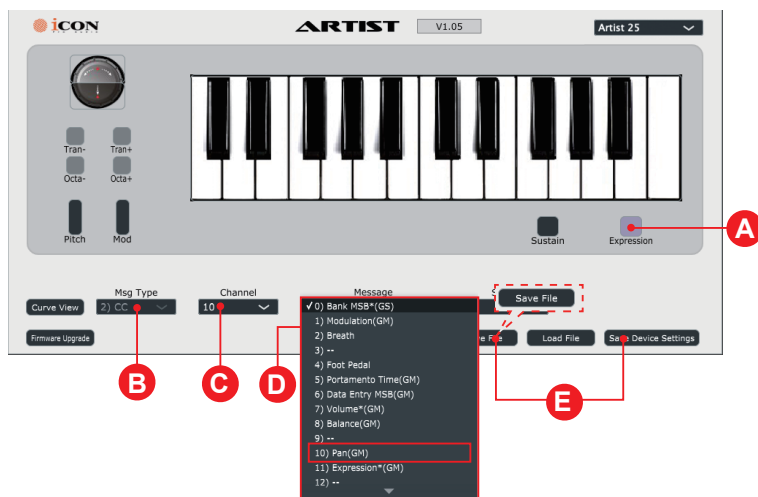 iCON
ARTIST
V1.05
Artist 25
Tran-
Tran+
Octa-
Octa+
Pitch
Mod
Sustain
Expression
A
Msg Type
Channel
Message
Curve View
2) CC
10
✓ 0) Bank MSB*(GS)
Save File
Firmware Upgrade
1) Modulation(GM)
2) Breath
3) --
4) Foot Pedal
5) Portamento Time(GM)
6) Data Entry MSB(GM)
7) Volume*(GM)
8) Balance(GM)
9) --
10) Pan(GM)
11) Expression*(GM)
12) --
Load File
Save Device Settings
B
C
D
E